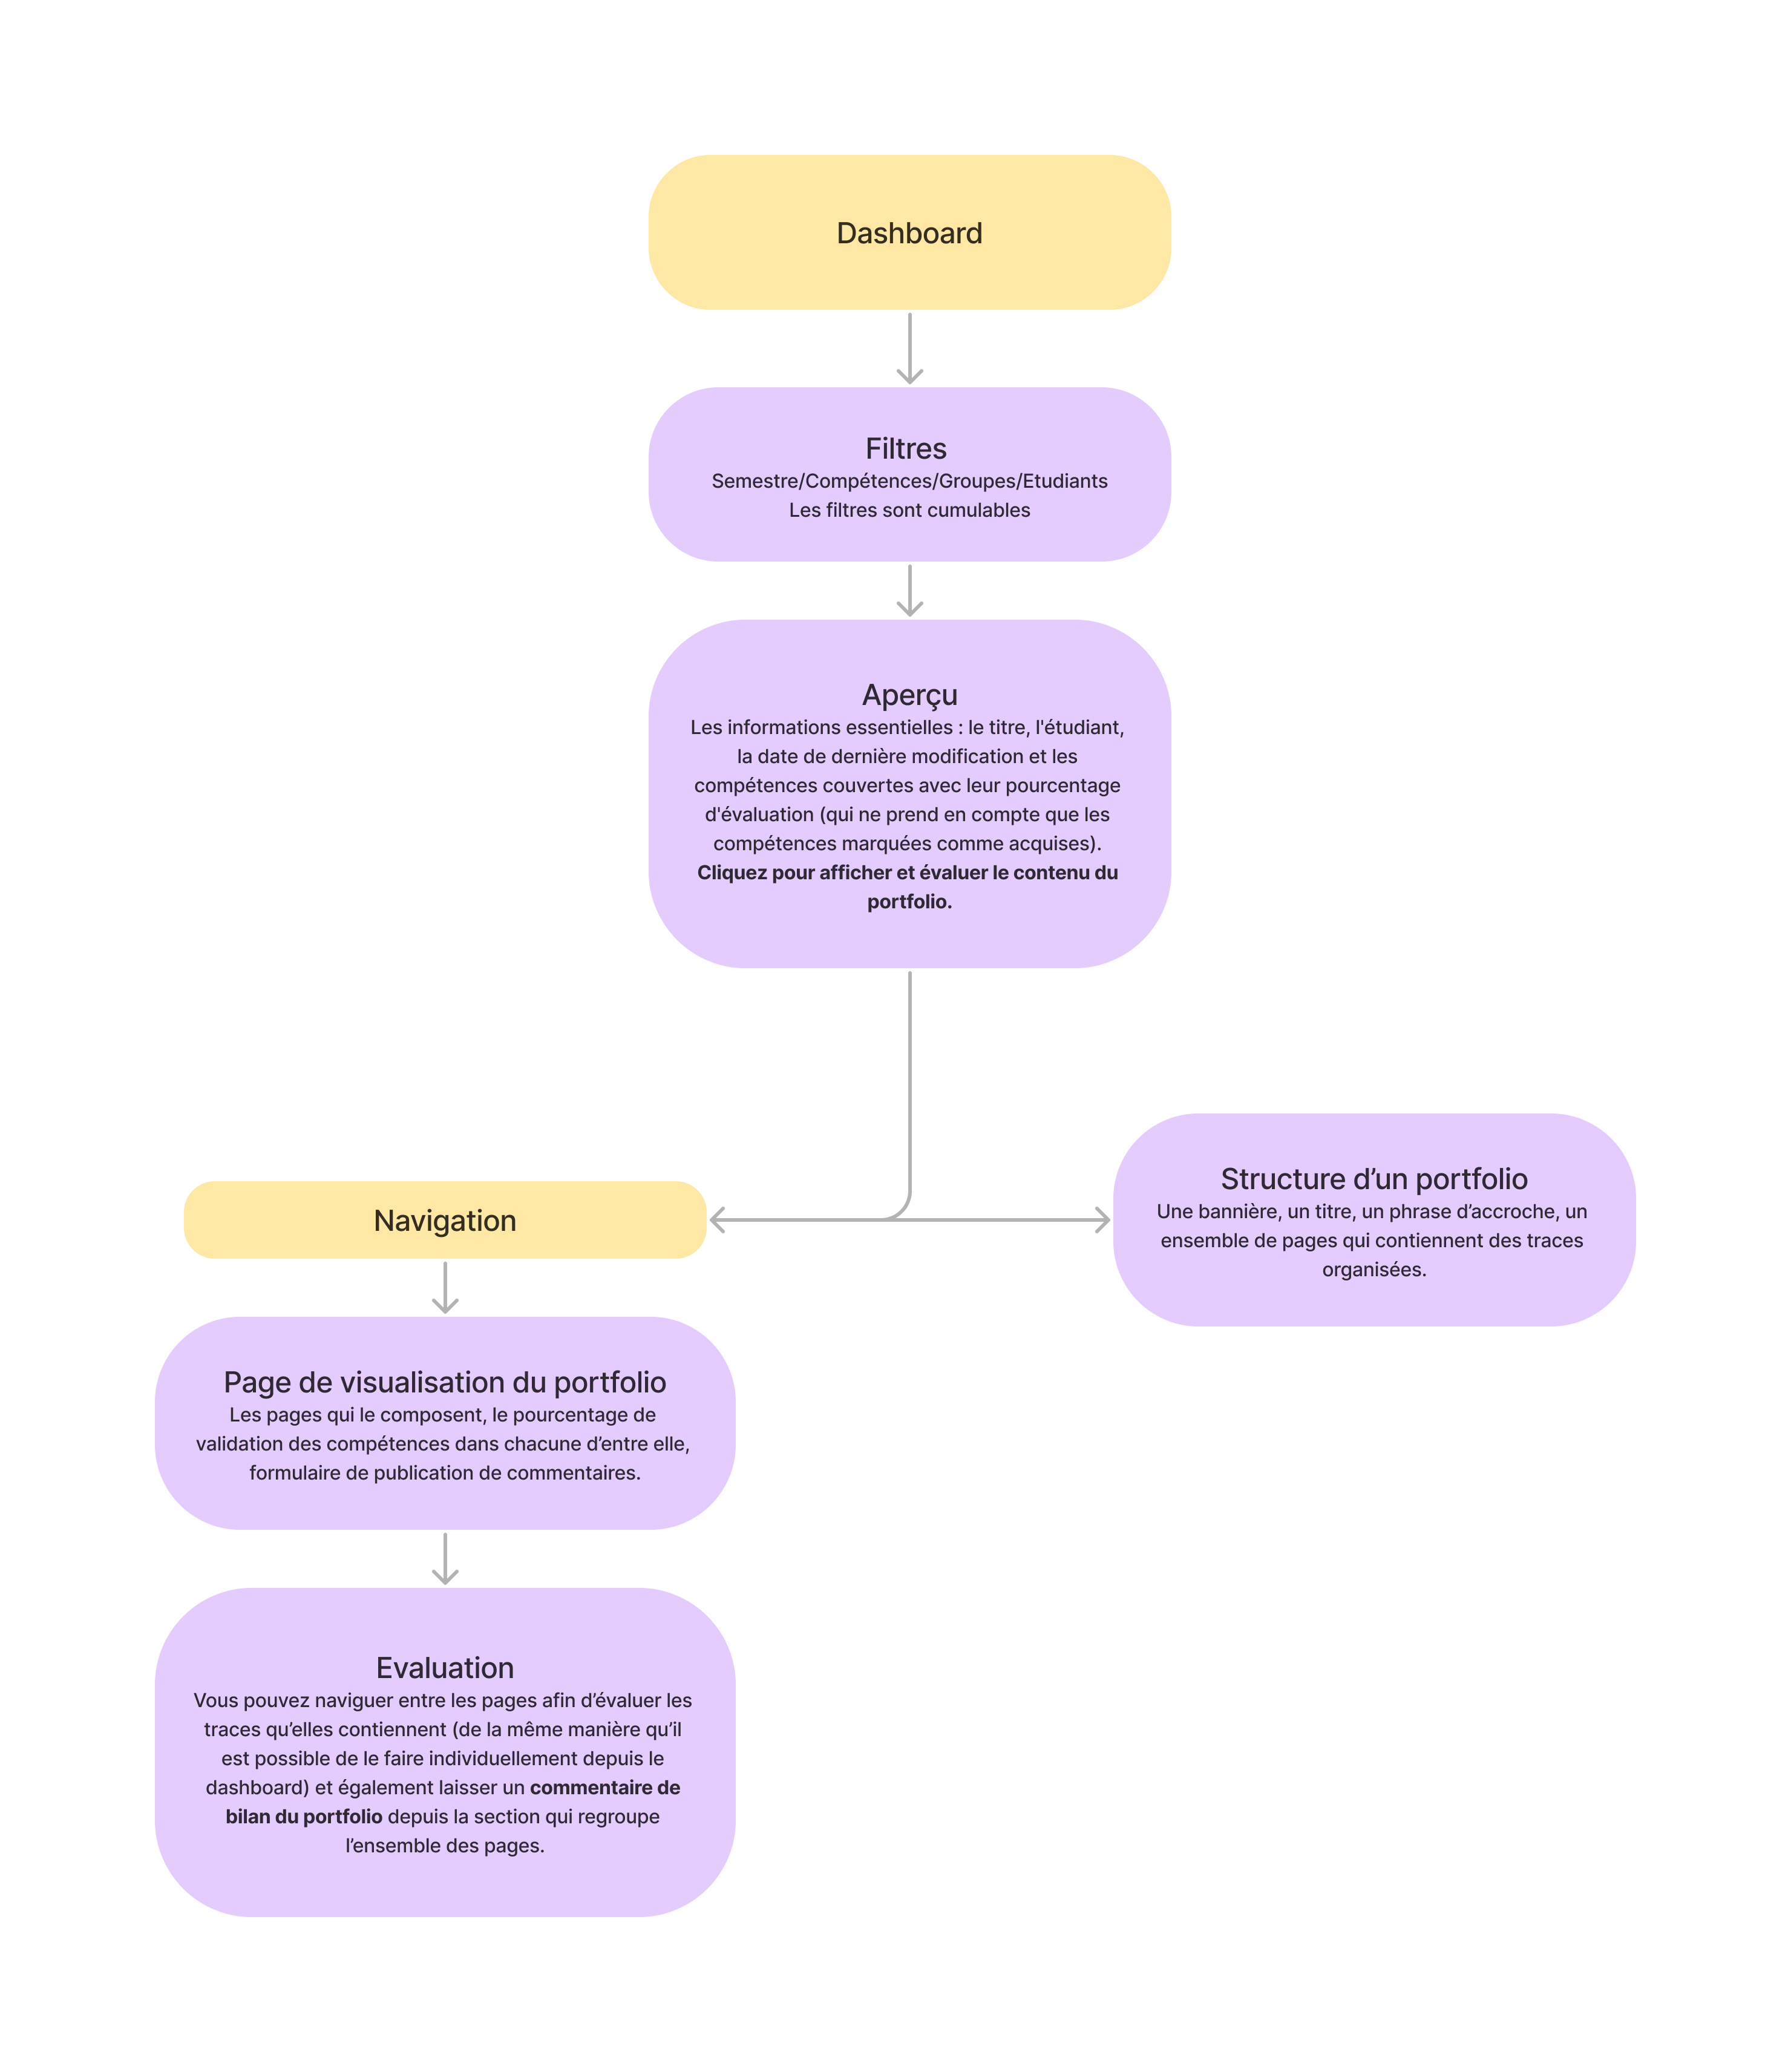 Dashboard
Filtres
Semestre/Compétences/Groupes/Etudiants
Les filtres sont cumulables
Aperçu
Les informations essentielles : le titre, l'étudiant,
la date de dernière modification et les
compétences couvertes avec leur pourcentage
d'évaluation (qui ne prend en compte que les
compétences marquées comme acquises).
Cliquez pour afficher et évaluer le contenu du
portfolio.
Structure d’un portfolio
Une bannière, un titre, un phrase d’accroche, un
ensemble de pages qui contiennent des traces
organisées.
Navigation
Page de visualisation du portfolio
Les pages qui le composent, le pourcentage de
validation des compétences dans chacune d’entre elle,
formulaire de publication de commentaires.
Evaluation
Vous pouvez naviguer entre les pages afin d’évaluer les
traces qu’elles contiennent (de la même manière qu’il
est possible de le faire individuellement depuis le
dashboard) et également laisser un commentaire de
bilan du portfolio depuis la section qui regroupe
l’ensemble des pages.